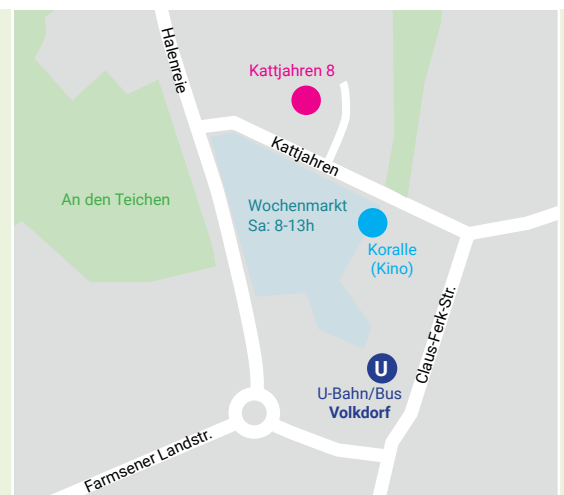 Halenreie
Kattjahren 8
Kattjahren
An den Teichen
Wochenmarkt
Sa: 8-13h
Koralle
(Kino)
Claus-Ferk-Str.
U
U-Bahn/Bus
Volkdorf
Farmsener Landstr.